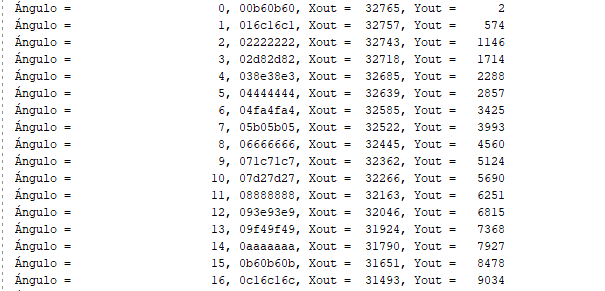 Ángulo = 0, 00b60b60, Xout = 32765, Yout = 2
Ángulo = 1, 016c16c1, Xout = 32757, Yout = 574
Ángulo = 2, 02222222, Xout = 32743, Yout = 1146
Ángulo = 3, 02d82d82, Xout = 32718, Yout = 1714
Ángulo = 4, 038e38e3, Xout = 32685, Yout = 2288
Ángulo = 5, 04444444, Xout = 32639, Yout = 2857
Ángulo = 6, 04fa4fa4, Xout = 32585, Yout = 3425
Ángulo = 7, 05b05b05, Xout = 32522, Yout = 3993
Ángulo = 8, 06666666, Xout = 32445, Yout = 4560
Ángulo = 9, 071c71c7, Xout = 32362, Yout = 5124
Ángulo = 10, 07d27d27, Xout = 32266, Yout = 5690
Ángulo = 11, 08888888, Xout = 32163, Yout = 6251
Ángulo = 12, 093e93e9, Xout = 32046, Yout = 6815
Ángulo = 13, 09f49f49, Xout = 31924, Yout = 7368
Ángulo = 14, 0aaaaaaa, Xout = 31790, Yout = 7927
Ángulo = 15, 0b60b60b, Xout = 31651, Yout = 8478
Ángulo = 16, 0c16c16c, Xout = 31493, Yout = 9034